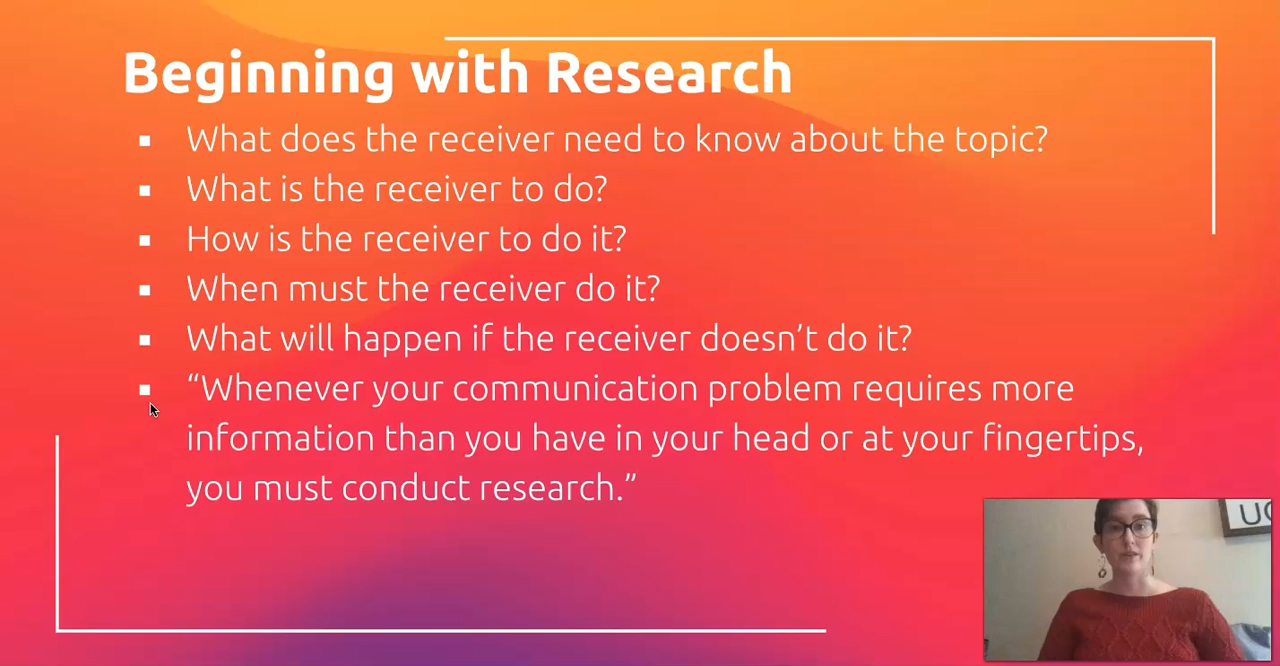 Beginning with Research
What does the receiver need to know about the topic?
What is the receiver to do?
How is the receiver to do it?
When must the receiver do it?
What will happen if the receiver doesn’t do it?
“Whenever your communication problem requires more
information than you have in your head or at your fingertips,
you must conduct research.”